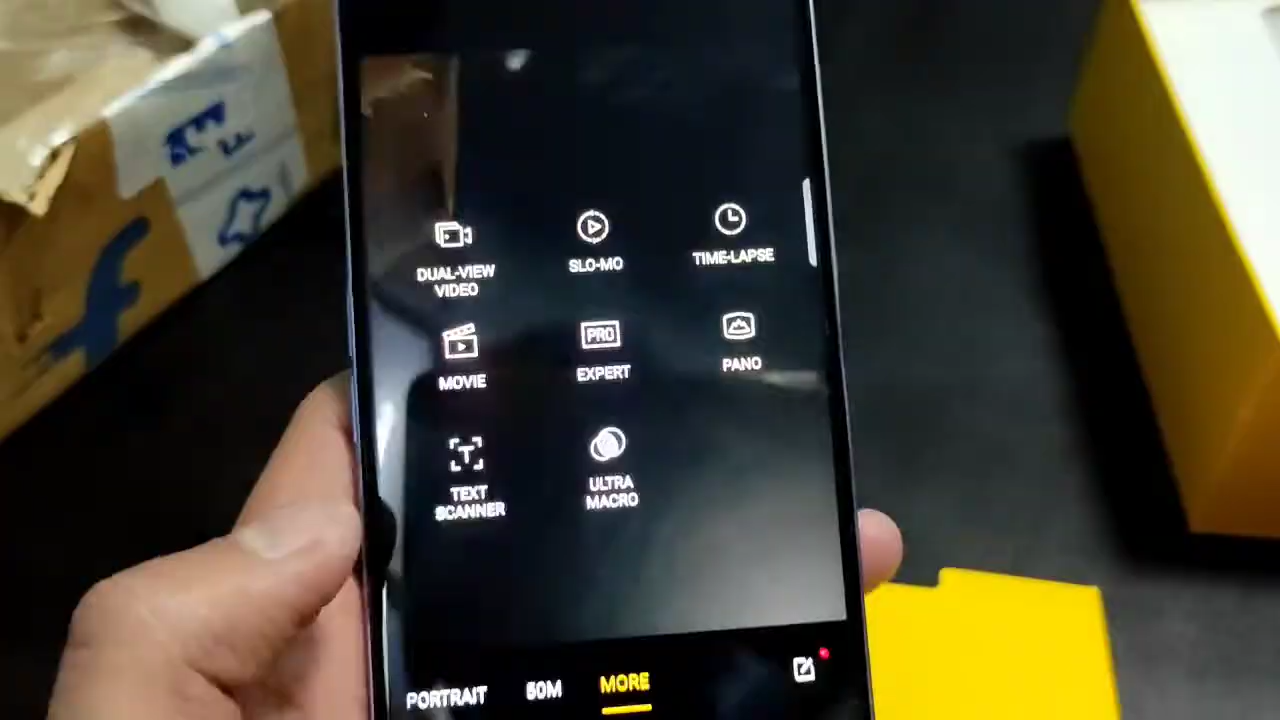 DUAL-VIEW
VIDEO
SLO-MO
TIME-LAPSE
MOVIE
PRO
EXPERT
PANO
T
TEXT
SCANNER
ULTRA
MACRO
PORTRAIT
50M
MORE